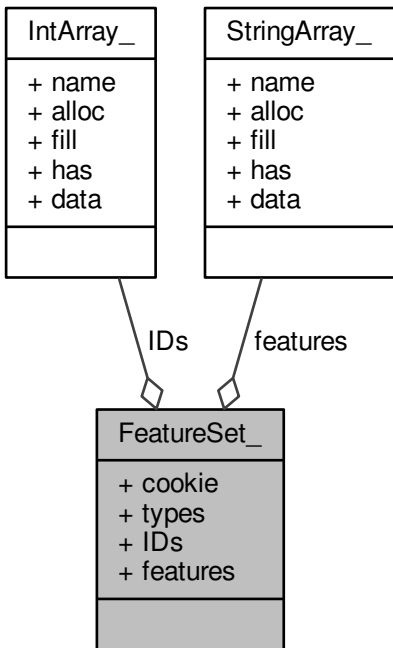 IntArray_
+ name
+ alloc
+ fill
+ has
+ data
StringArray_
+ name
+ alloc
+ fill
+ has
+ data
IDs
features
FeatureSet_
+ cookie
+ types
+ IDs
+ features